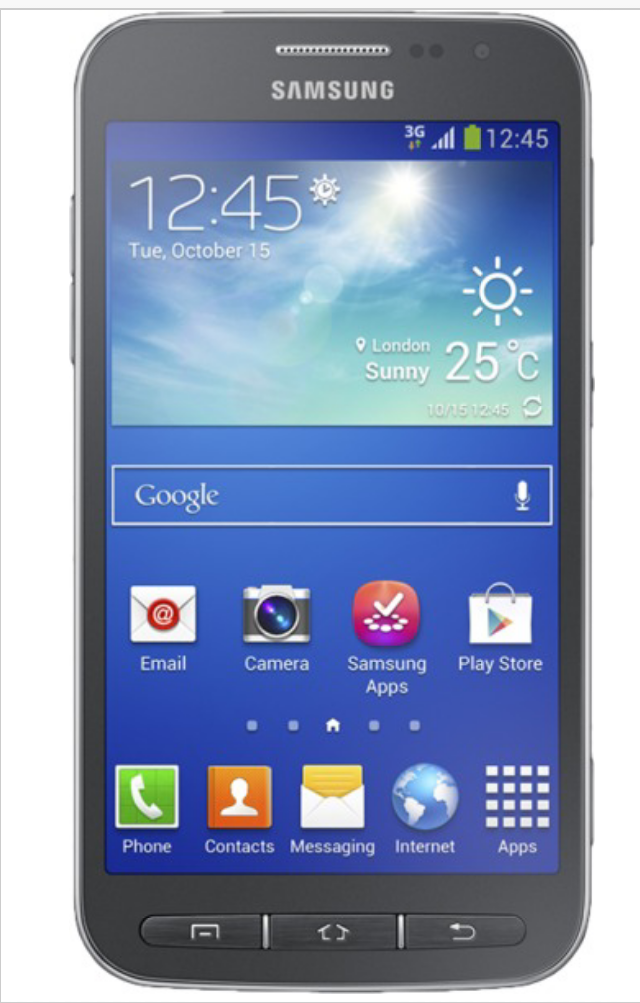 SAMSUNG
3G 12:45
12:45
Tue, October 15
London
Sunny 25°C
10/15 12:45
Google
@
Email Camera Samsung Apps Play Store
Phone Contacts Messaging Internet Apps